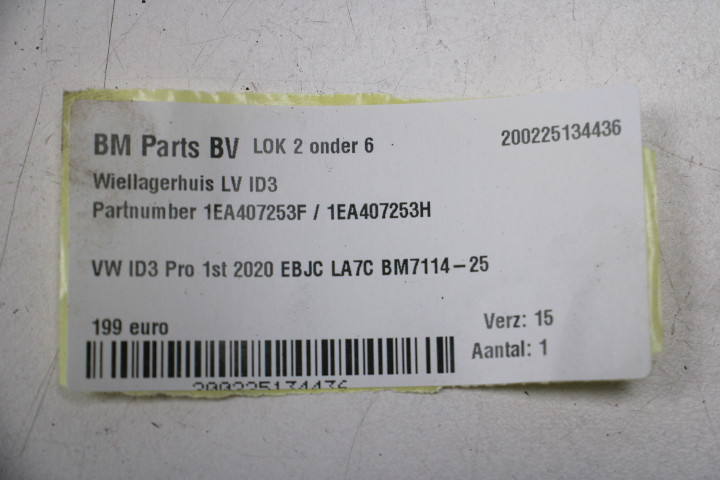 BM Parts BV LOK 2 onder 6 200225134436
Wiellagerhuis LV ID3
Partnumber 1EA407253F / 1EA407253H
VW ID3 Pro 1st 2020 EBJC LA7C BM7114-25
199 euro Verz: 15
Aantal: 1
200225134436